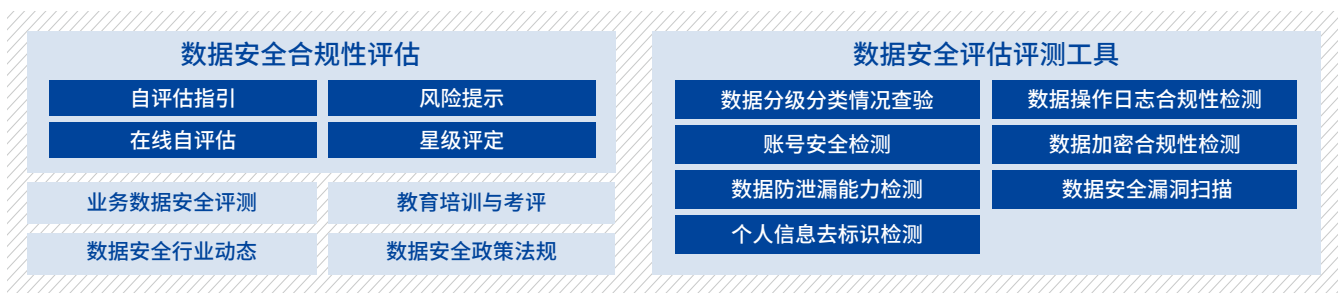 数据安全合规性评估
自评估指引
风险提示
在线自评估
星级评定
业务数据安全评测
教育培训与考评
数据安全行业动态
数据安全政策法规
数据安全评估评测工具
数据分级分类情况查验
数据操作日志合规性检测
账号安全检测
数据加密合规性检测
数据防泄漏能力检测
数据安全漏洞扫描
个人信息去标识检测